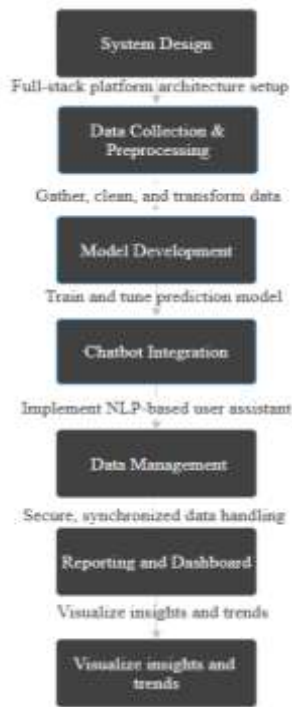 System Design
Full-stack platform architecture setup
Data Collection &
Preprocessing
Gather, clean, and transform data
Model Development
Train and tune prediction model
Chatbot Integration
Implement NLP-based user assistant
Data Management
Secure, synchronized data handling
Reporting and Dashboard
Visualize insights and trends
Visualize insights and
trends